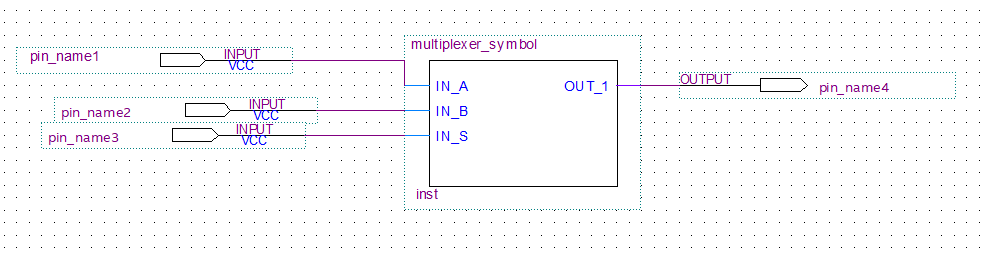 multiplexer_symbol
pin_name1
INPUT
VCC
IN_A
OUT_1
OUTPUT
pin_name4
pin_name2
INPUT
VCC
IN_B
pin_name3
INPUT
VCC
IN_S
inst